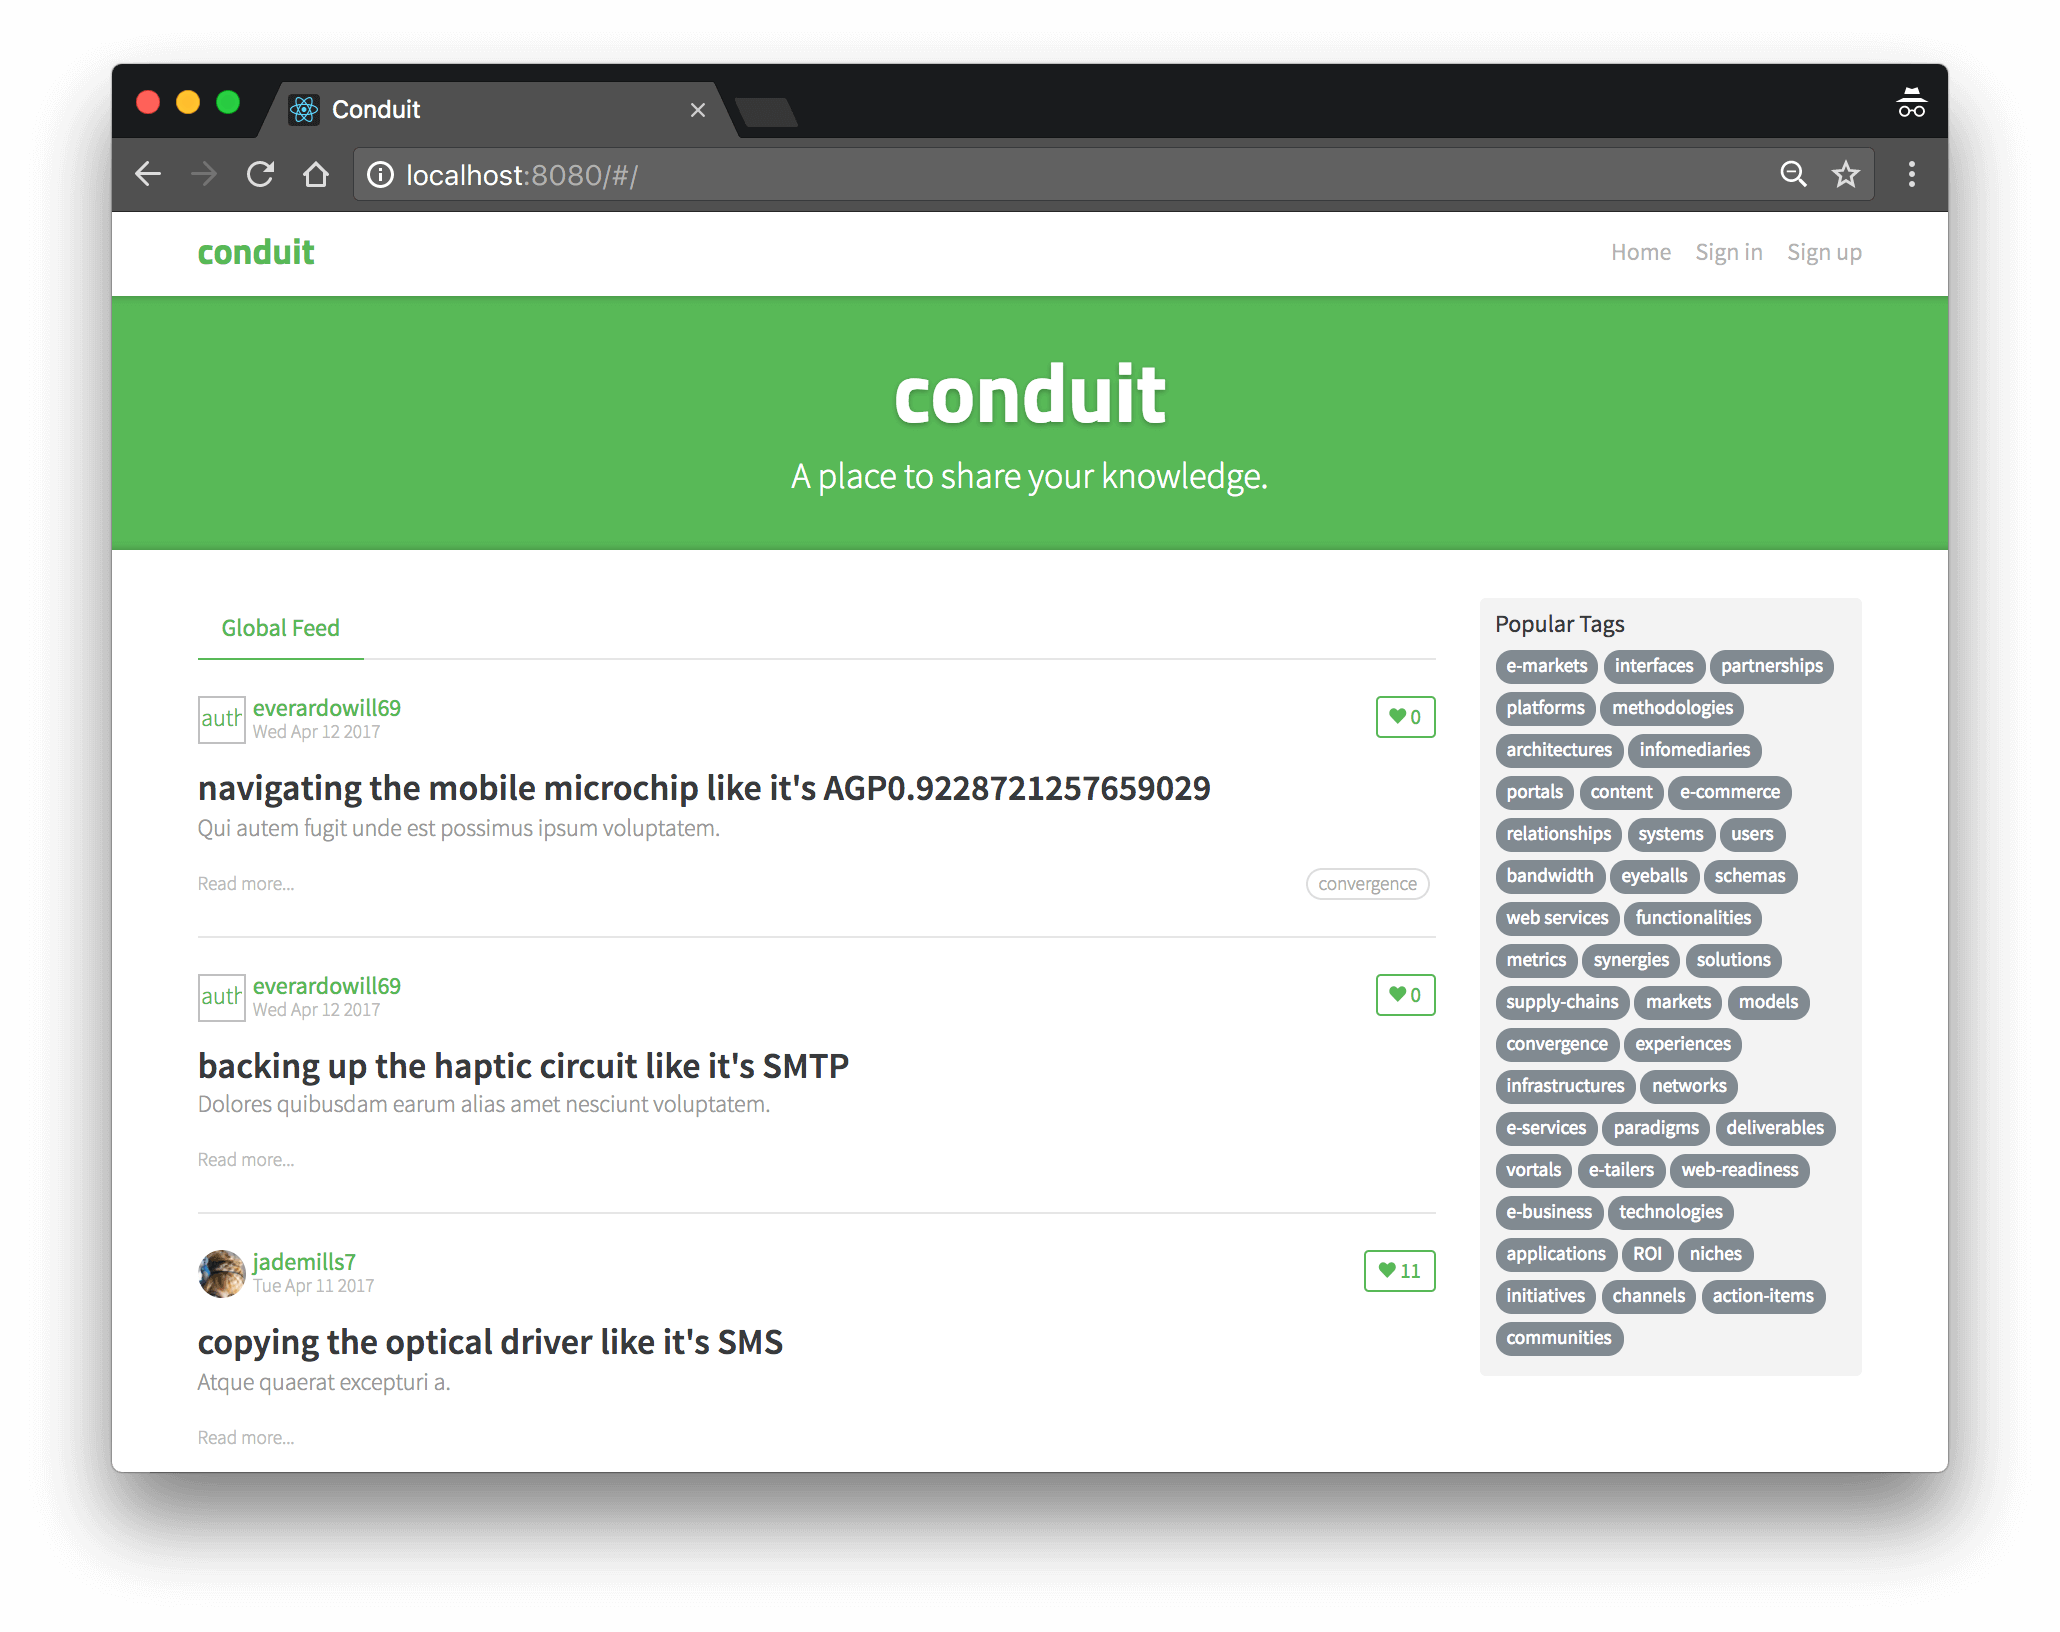 Conduit
localhost:8080/#/
conduit
Home Sign in Sign up
conduit
A place to share your knowledge.
Global Feed
auth
everardowill69
Wed Apr 12 2017
0
navigating the mobile microchip like it's AGP0.9228721257659029
Qui autem fugit unde est possimus ipsum voluptatem.
Read more...
convergence
auth
everardowill69
Wed Apr 12 2017
0
backing up the haptic circuit like it's SMTP
Dolores quibusdam earum alias amet nesciunt voluptatem.
Read more...
jademills7
Tue Apr 11 2017
11
copying the optical driver like it's SMS
Atque quaerat excepturi a.
Read more...
Popular Tags
e-markets interfaces partnerships
platforms methodologies
architectures infomediaries
portals content e-commerce
relationships systems users
bandwidth eyeballs schemas
web services functionalities
metrics synergies solutions
supply-chains markets models
convergence experiences
infrastructures networks
e-services paradigms deliverables
vortals e-tailers web-readiness
e-business technologies
applications ROI niches
initiatives channels action-items
communities